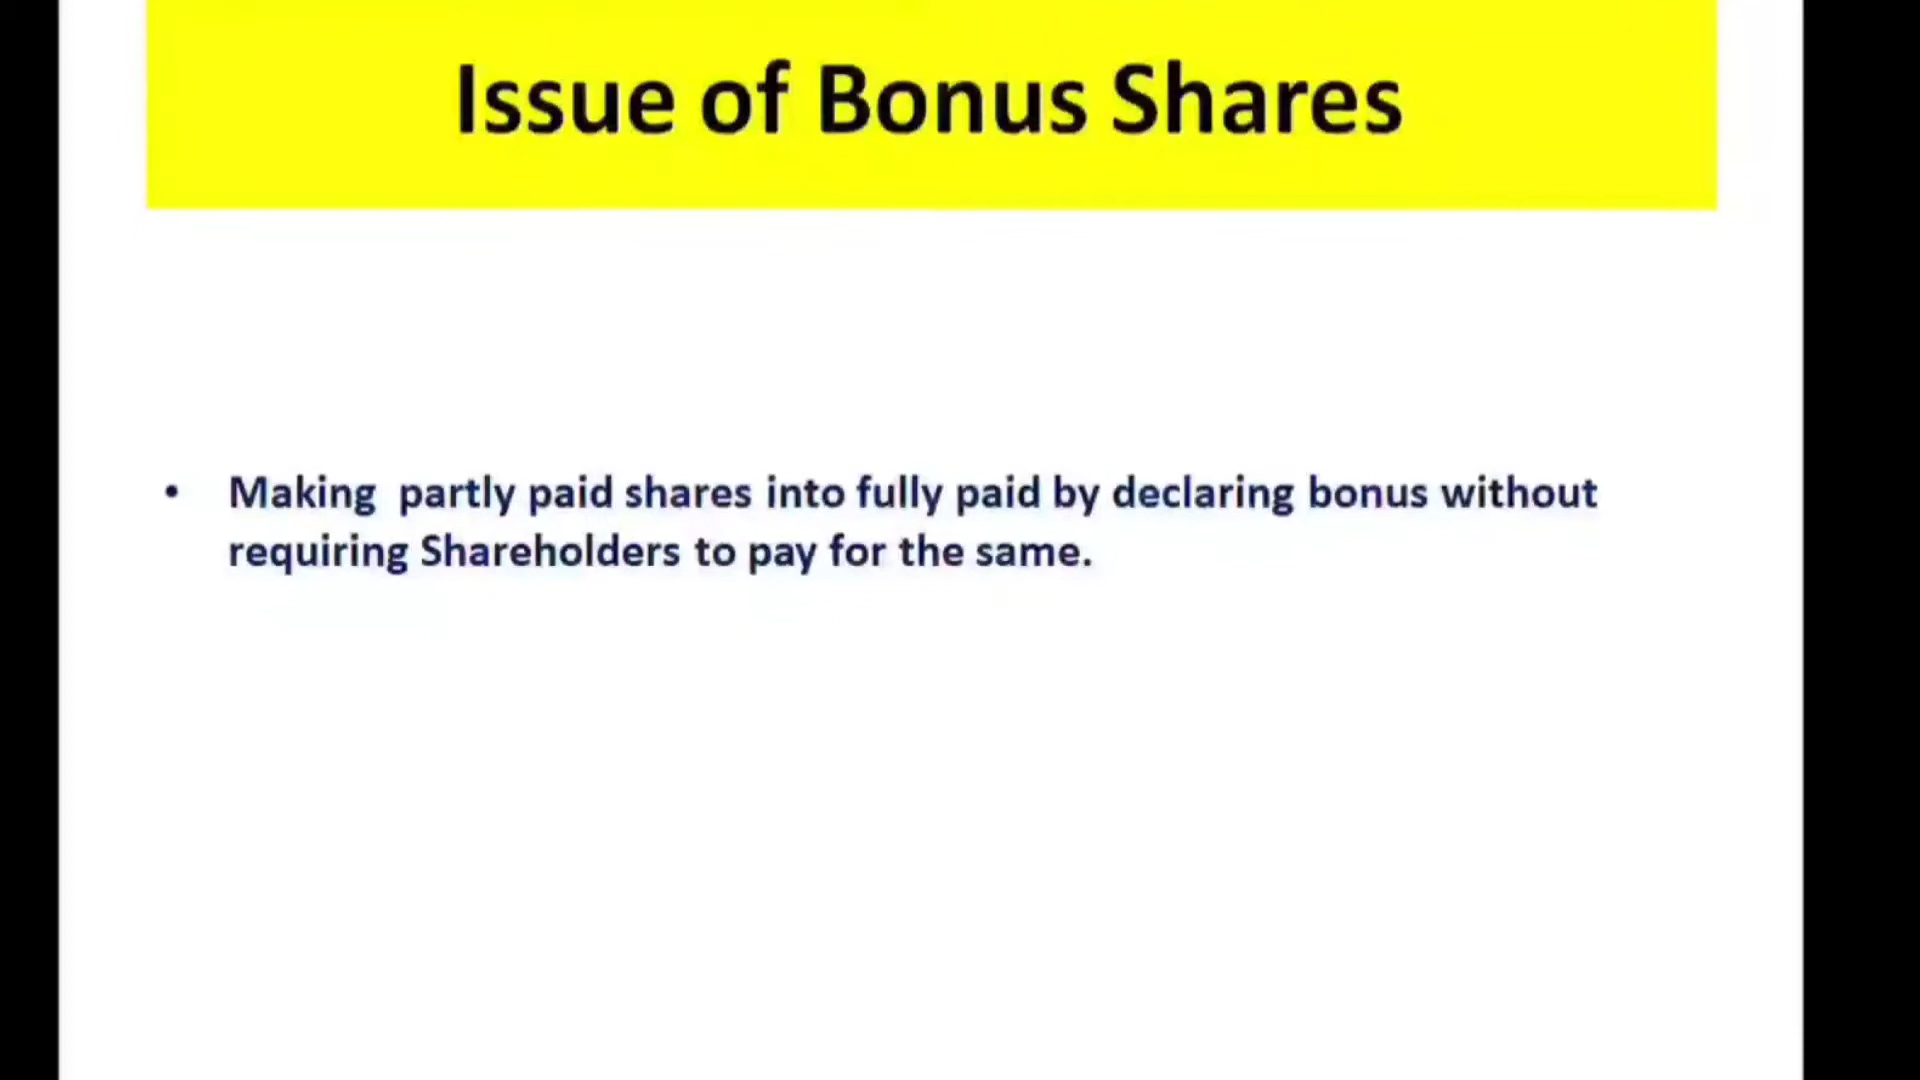 Issue of Bonus Shares
• Making partly paid shares into fully paid by declaring bonus without
requiring Shareholders to pay for the same.